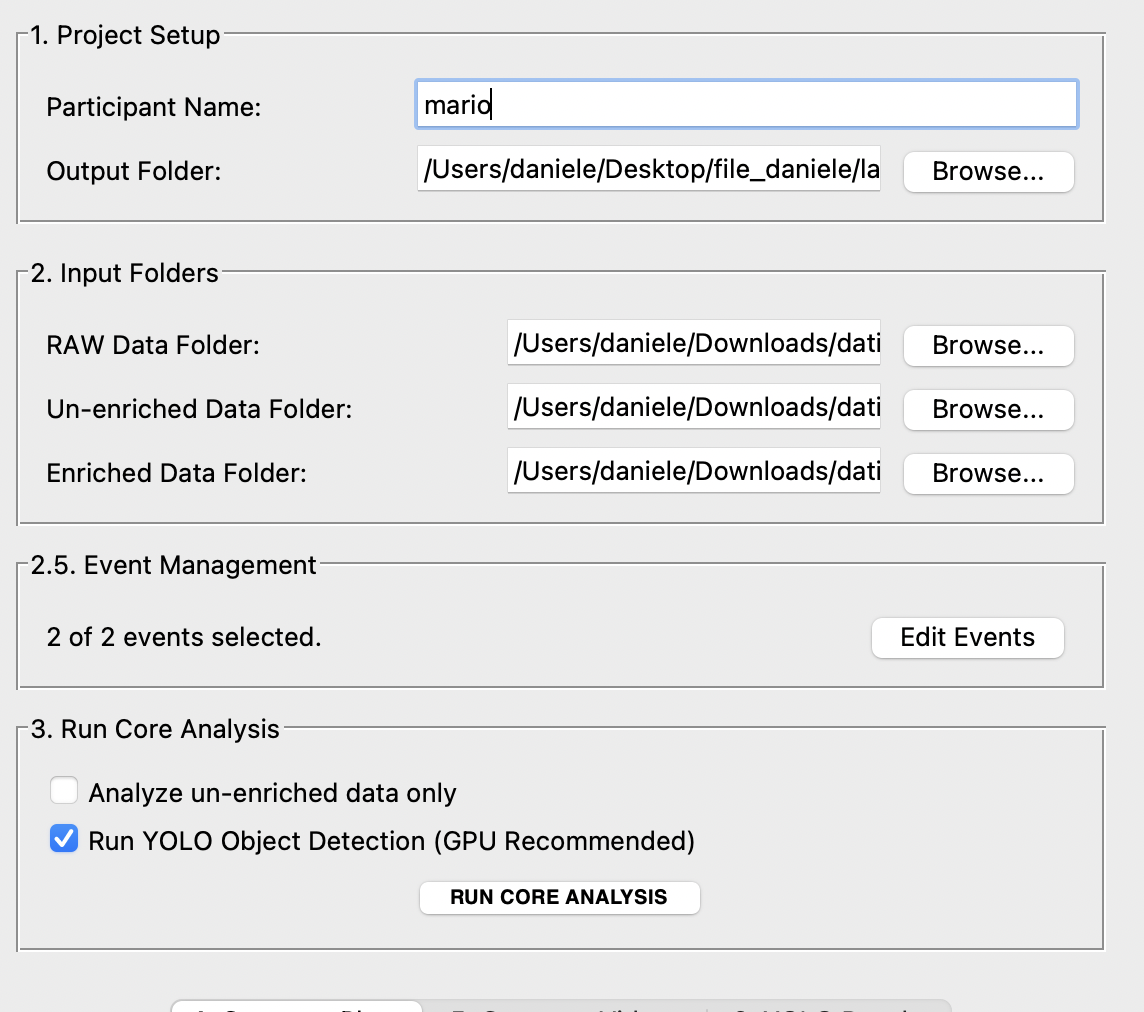 1. Project Setup
Participant Name: mario
Output Folder: /Users/daniele/Desktop/file_daniele/la Browse...
2. Input Folders
RAW Data Folder: /Users/daniele/Downloads/dati Browse...
Un-enriched Data Folder: /Users/daniele/Downloads/dati Browse...
Enriched Data Folder: /Users/daniele/Downloads/dati Browse...
2.5. Event Management
2 of 2 events selected. Edit Events
3. Run Core Analysis
Analyze un-enriched data only
Run YOLO Object Detection (GPU Recommended)
RUN CORE ANALYSIS